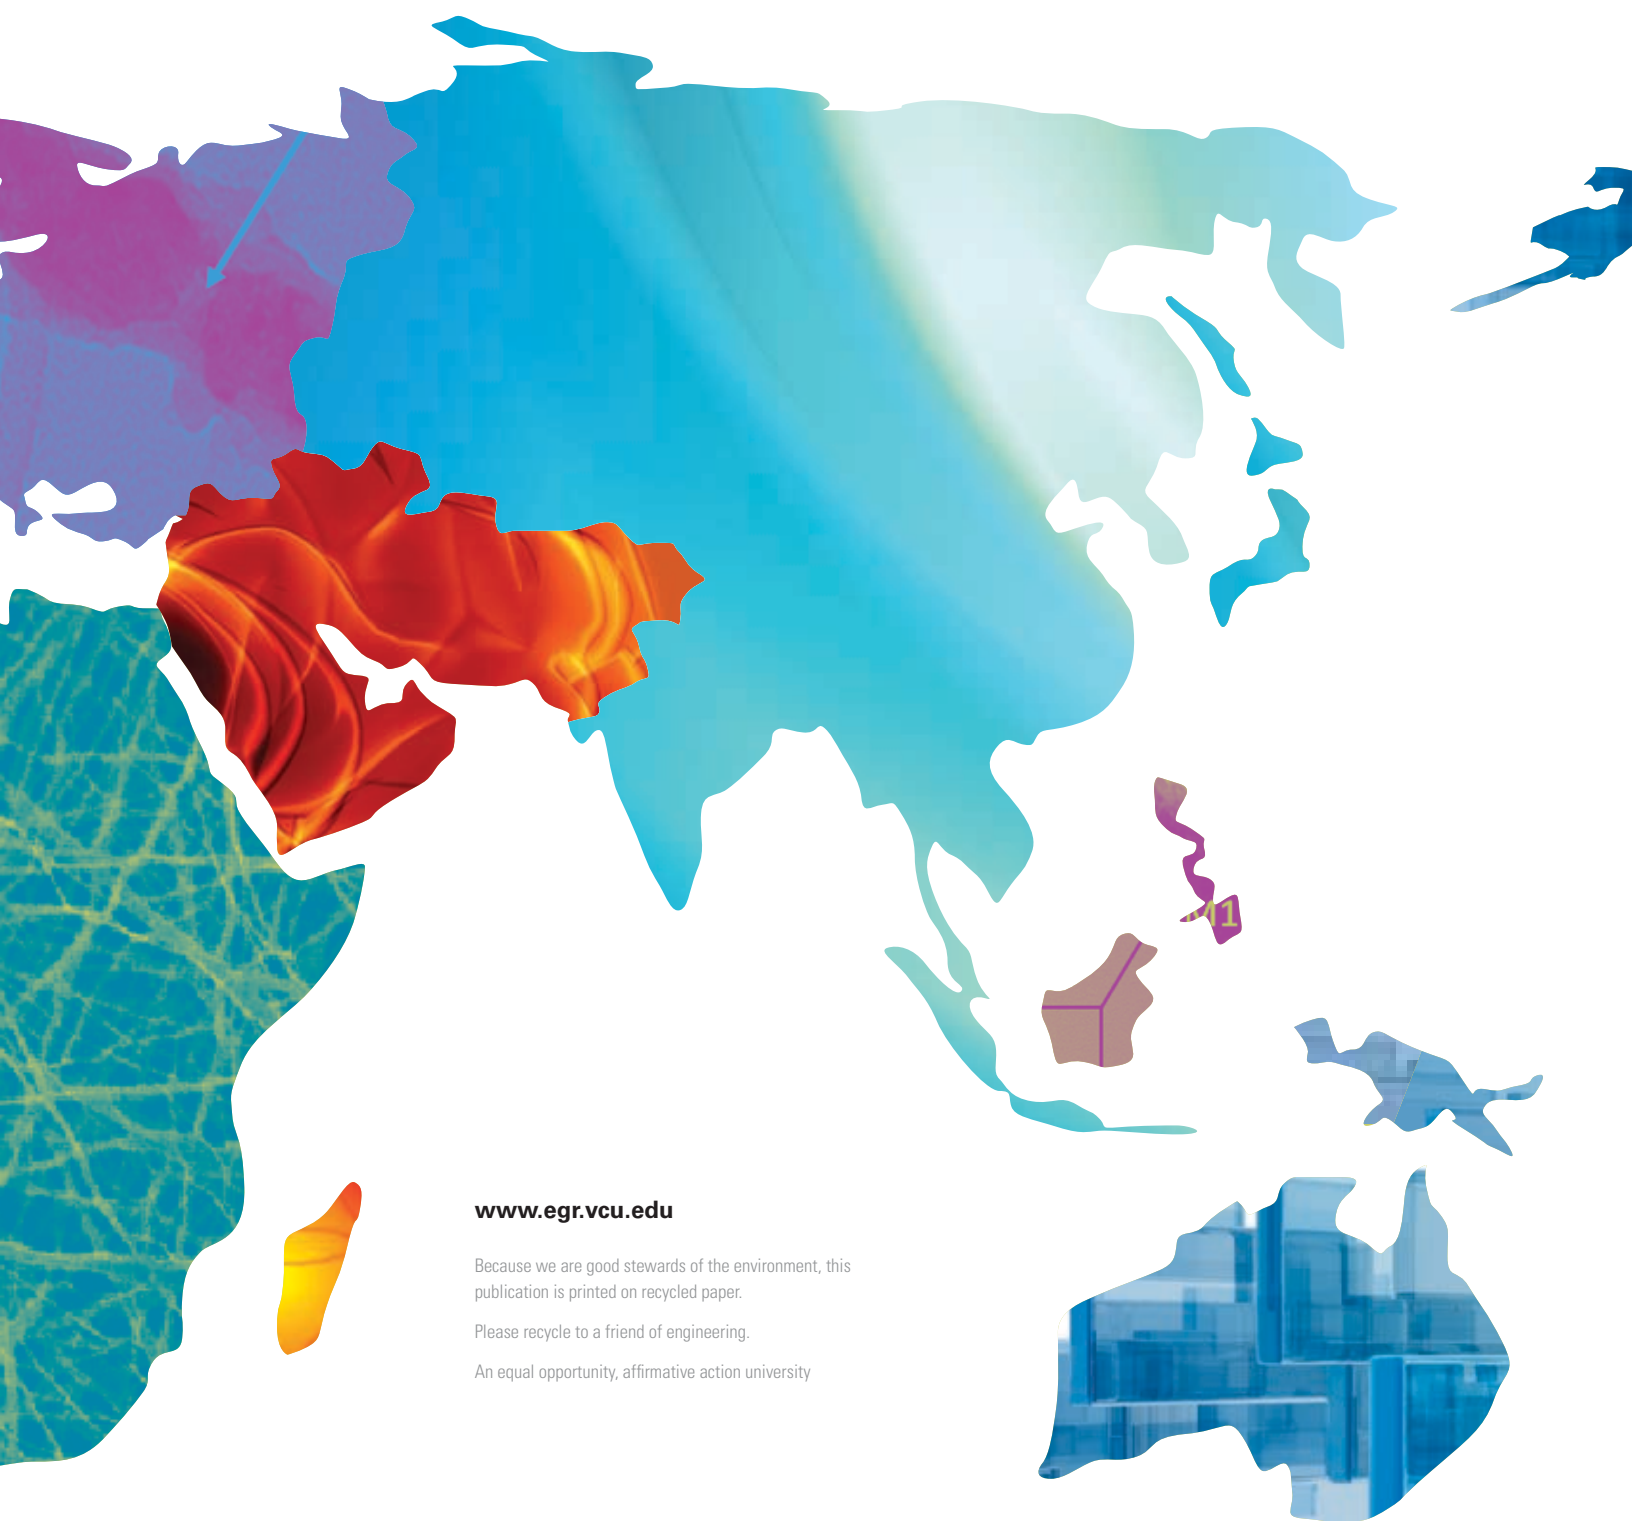 M1
www.egr.vcu.edu
Because we are good stewards of the environment, this
publication is printed on recycled paper.
Please recycle to a friend of engineering.
An equal opportunity, affirmative action university